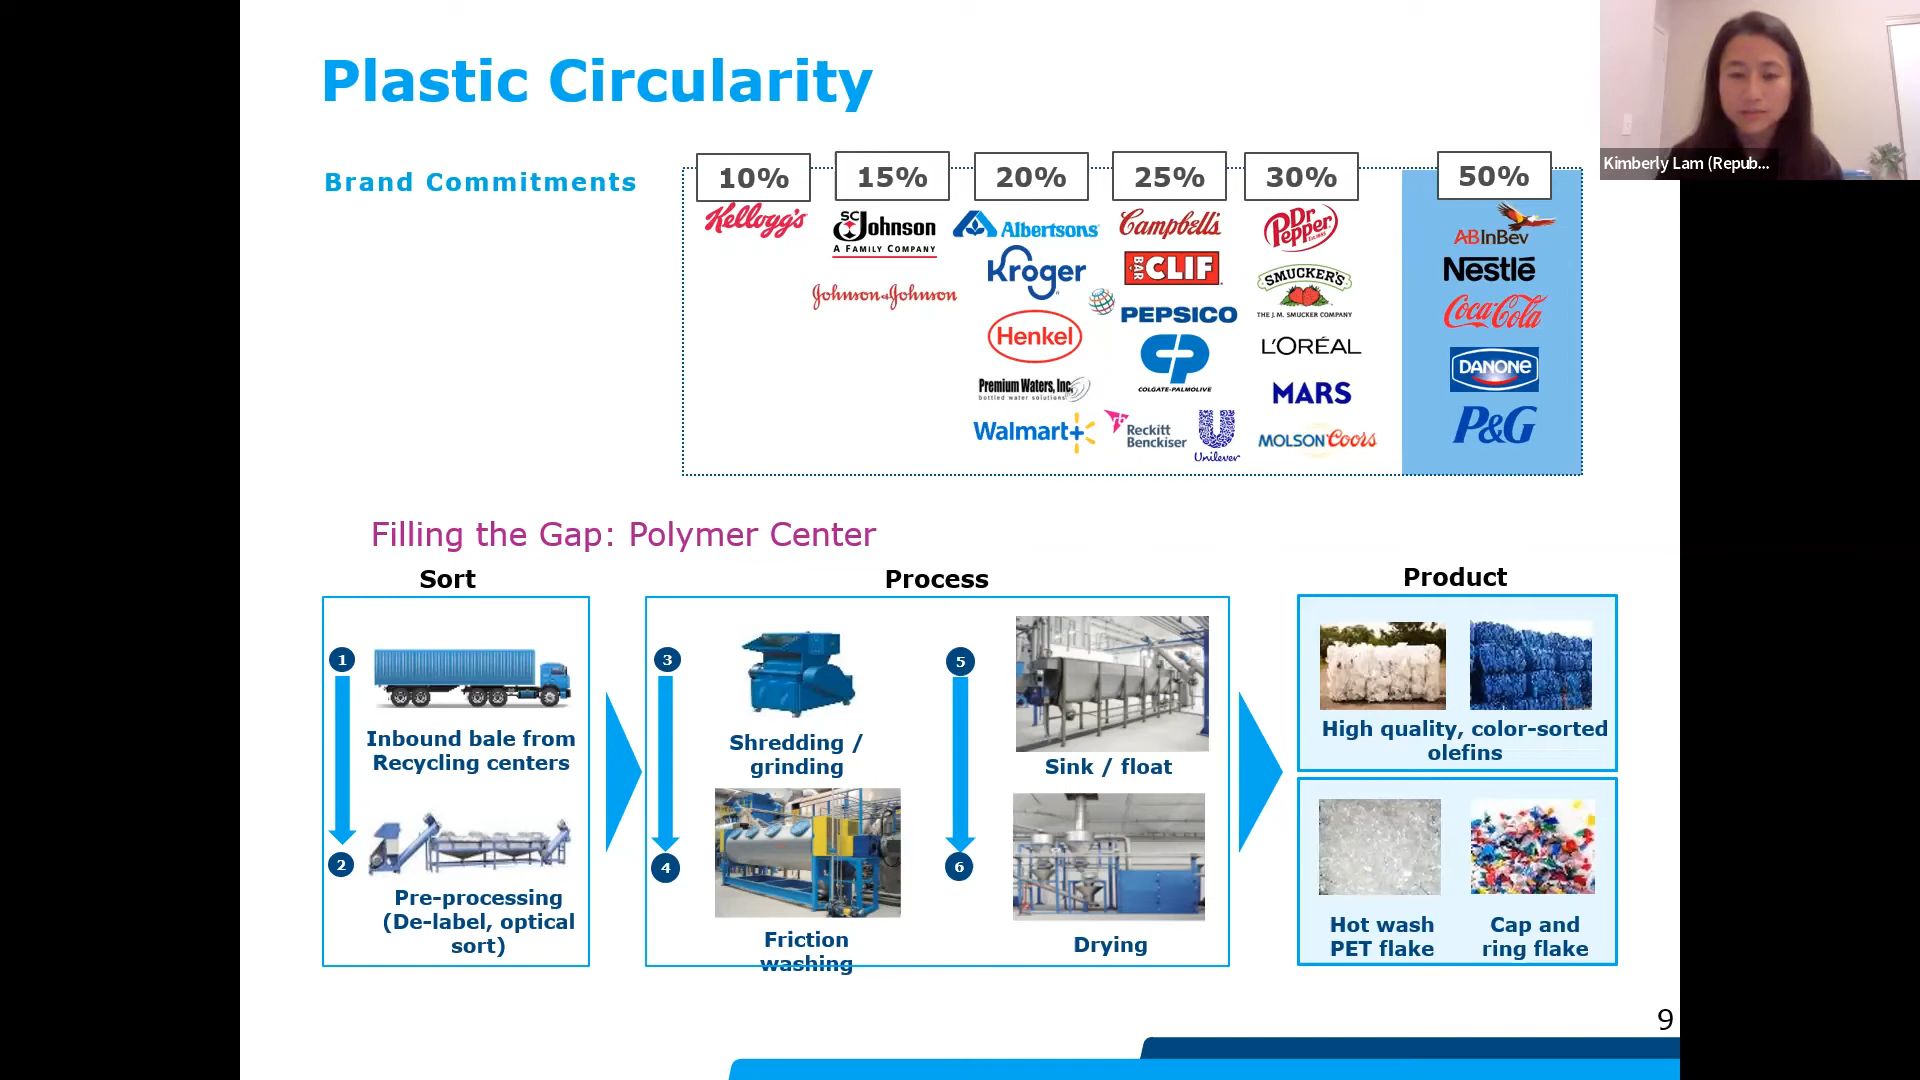 Plastic Circularity
Kimberly Lam (Repub...
Brand Commitments
10%
15%
20%
25%
30%
50%
Kellogg's
SC Johnson
A FAMILY COMPANY
Johnson & Johnson
Albertsons
Kroger
Henkel
Premium Waters, Inc.
bottled water solutions
Walmart+
Campbell's
CLIF
BAR
PEPSICO
CP
COLGATE-PALMOLIVE
Reckitt
Benckiser
Unilever
Dr
Pepper
SMUCKER'S
THE J.M. SMUCKER COMPANY
L'ORÉAL
MARS
MOLSON Coors
ABInBev
Nestlé
Coca-Cola
DANONE
P&G
Filling the Gap: Polymer Center
Sort
Process
Product
1
Inbound bale from
Recycling centers
2
Pre-processing
(De-label, optical
sort)
3
Shredding /
grinding
4
Friction
washing
5
Sink / float
6
Drying
High quality, color-sorted
olefins
Hot wash
PET flake
Cap and
ring flake
9